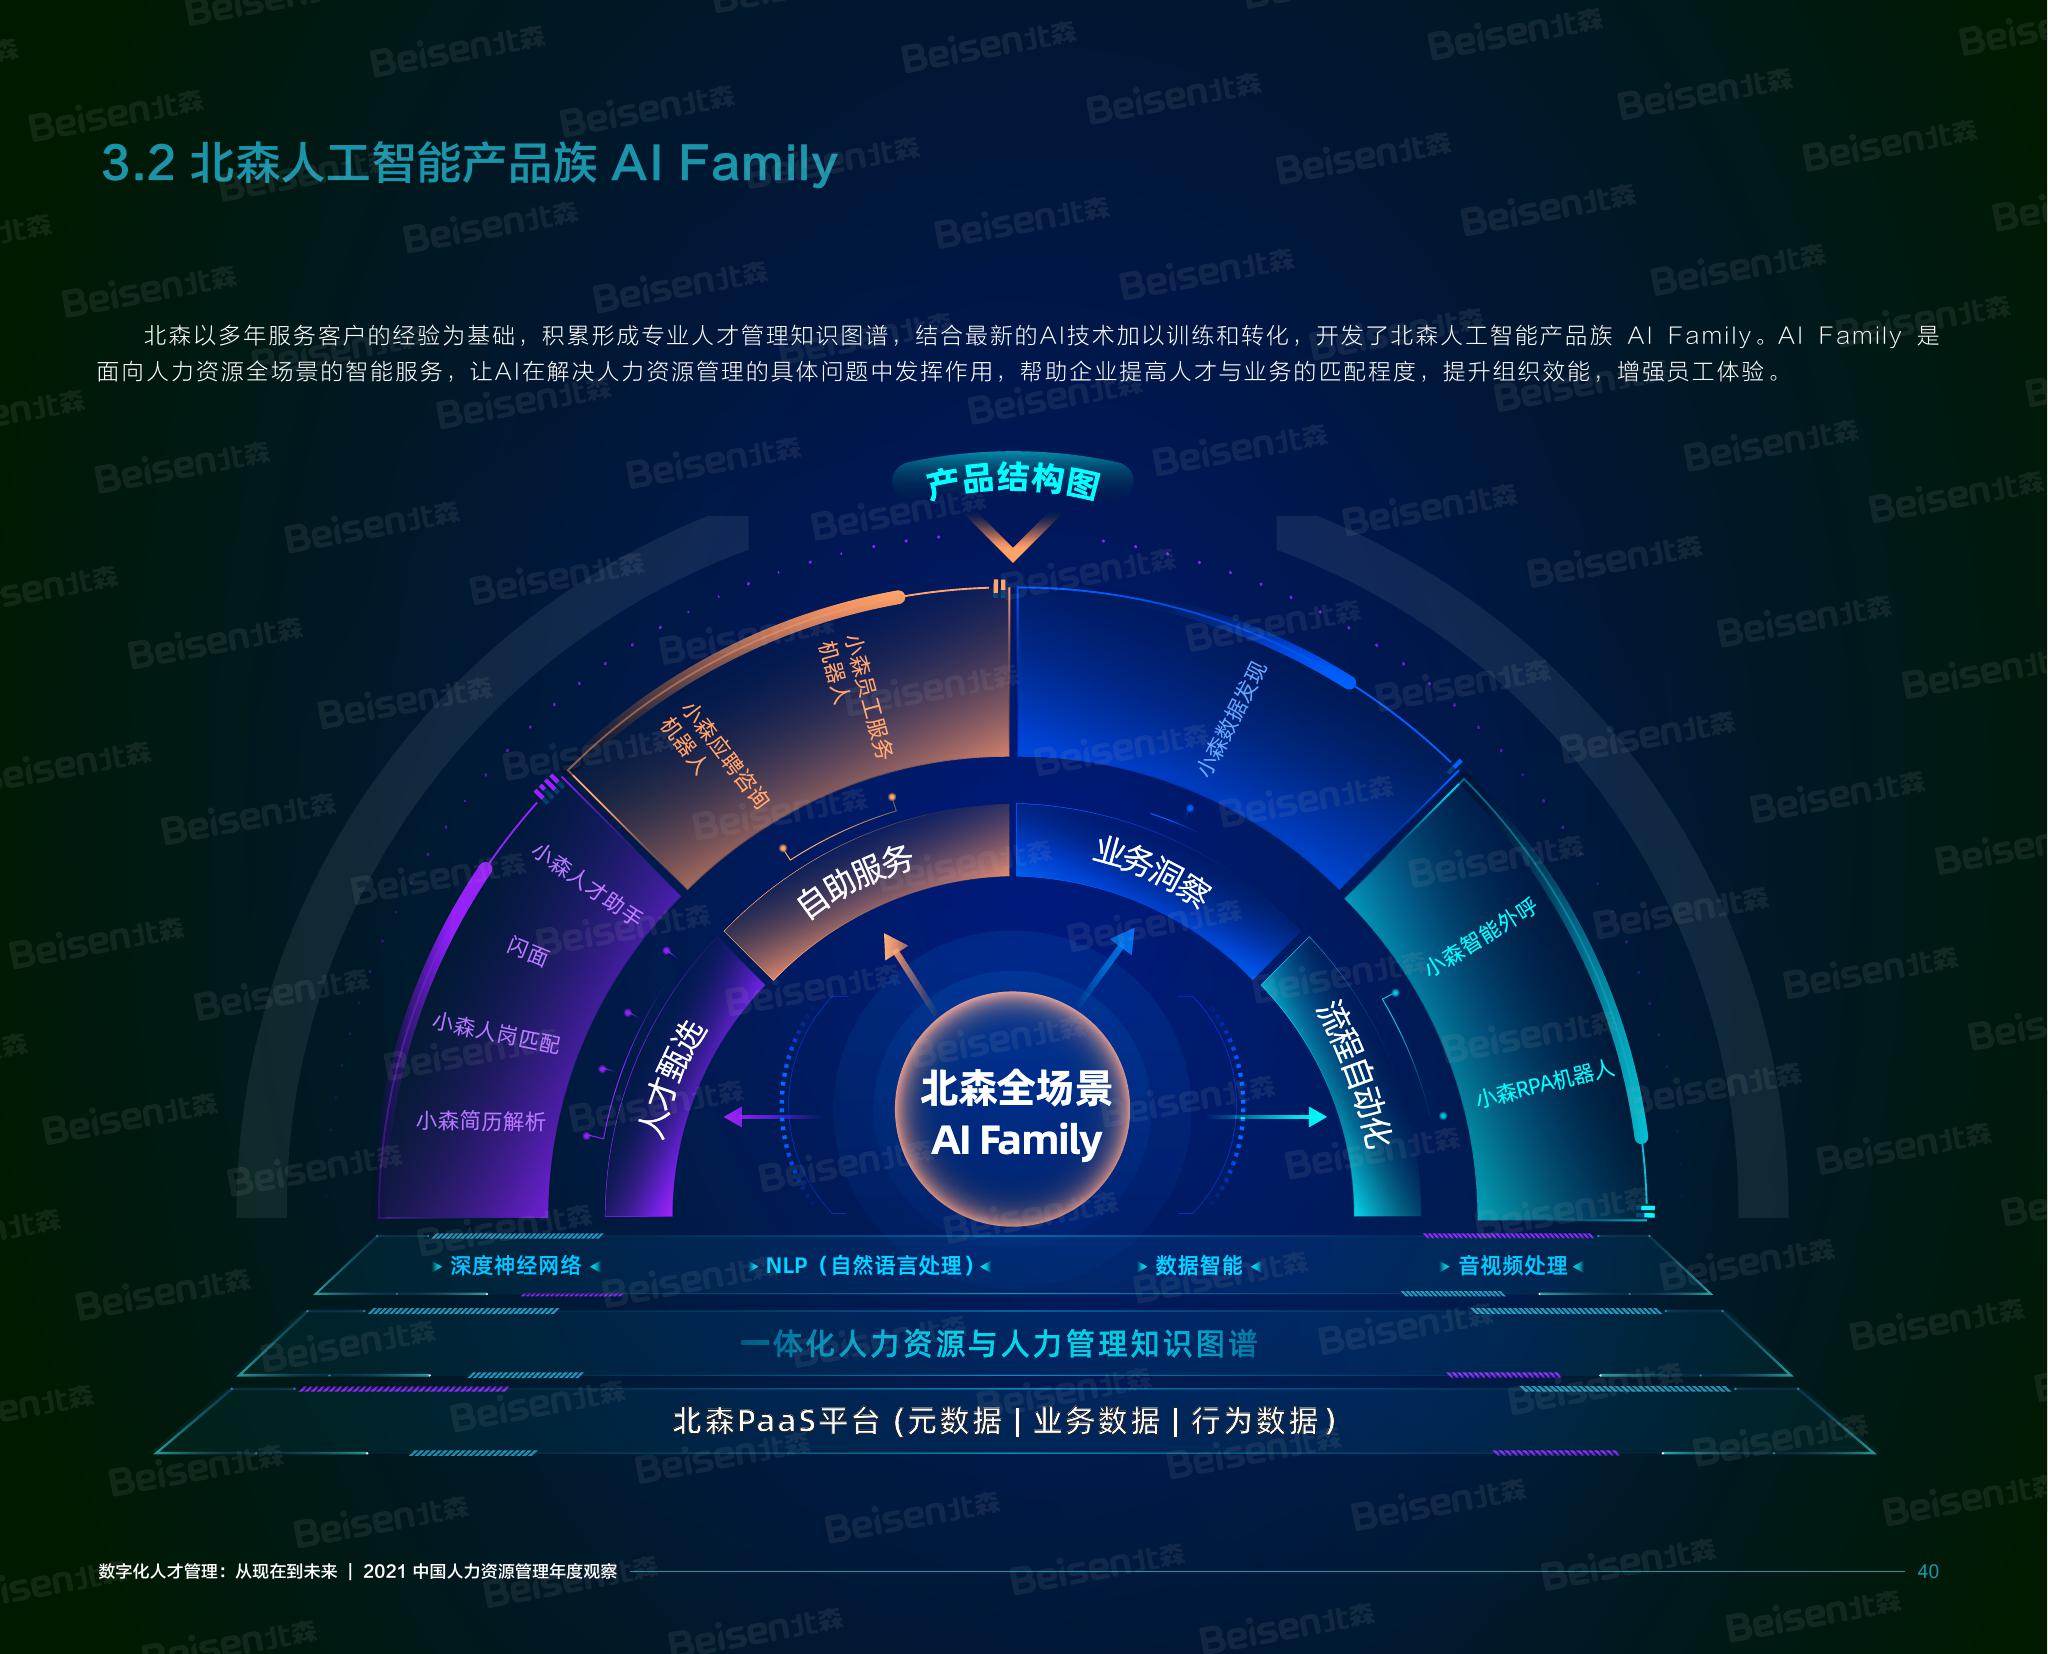 3.2 北森人工智能产品族 AI Family
北森以多年服务客户的经验为基础，积累形成专业人才管理知识图谱，结合最新的AI技术加以训练和转化，开发了北森人工智能产品族 AI Family。AI Family 是
面向人力资源全场景的智能服务，让AI在解决人力资源管理的具体问题中发挥作用，帮助企业提高人才与业务的匹配程度，提升组织效能，增强员工体验。
产品结构图
小森人才助手
闪面
小森人岗匹配
小森简历解析
人才甄选
小森应聘咨询
机器人
小森员工服务
机器人
自助服务
小森数据发现
业务洞察
小森智能外呼
小森RPA机器人
流程自动化
北森全场景
AI Family
深度神经网络
NLP（自然语言处理）
数据智能
音视频处理
一体化人力资源与人力管理知识图谱
北森PaaS平台 (元数据 | 业务数据 | 行为数据)
数字化人才管理：从现在到未来 | 2021 中国人力资源管理年度观察
40
Beisen北森